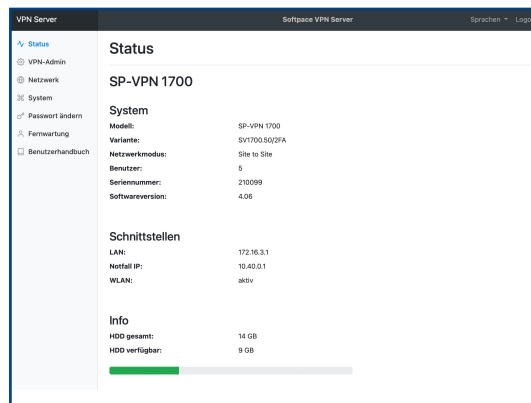 VPN Server
Softpace VPN Server
Sprachen
Logo
Status
VPN-Admin
Netzwerk
System
Passwort ändern
Fernwartung
Benutzerhandbuch
Status
SP-VPN 1700
System
Modell: SP-VPN 1700
Variante: SV1700.50/2FA
Netzwerkmodus: Site to Site
Benutzer: 5
Seriennummer: 210099
Softwareversion: 4.06
Schnittstellen
LAN: 172.16.3.1
Notfall IP: 10.40.0.1
WLAN: aktiv
Info
HDD gesamt: 14 GB
HDD verfügbar: 9 GB